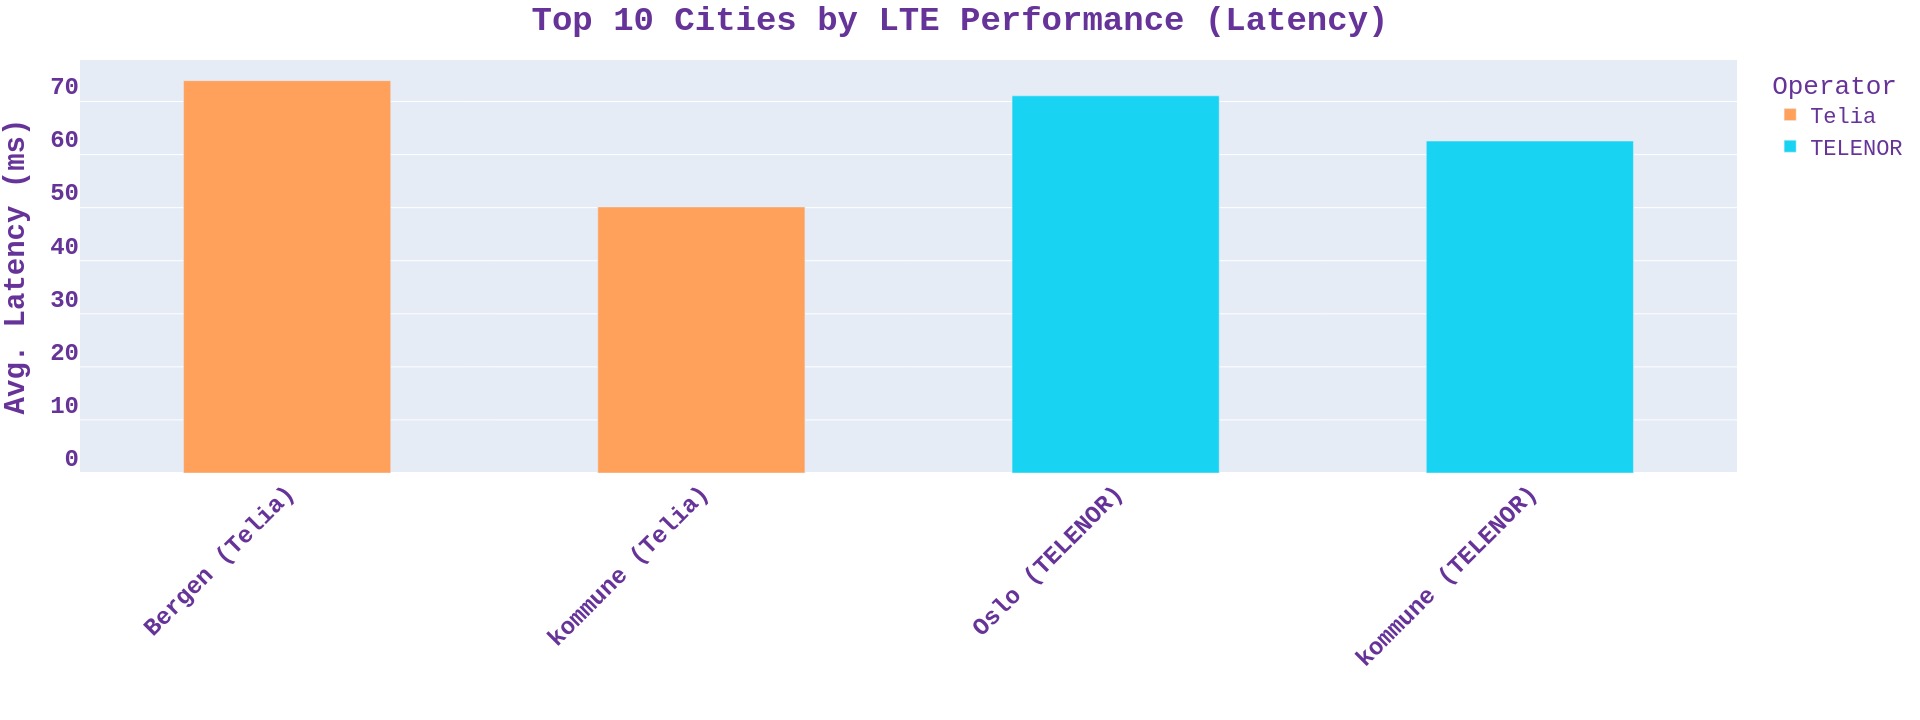 Top 10 Cities by LTE Performance (Latency)
Avg. Latency (ms)
70
60
50
40
30
20
10
0
Bergen (Telia)
kommune (Telia)
Oslo (TELENOR)
kommune (TELENOR)
Operator
Telia
TELENOR